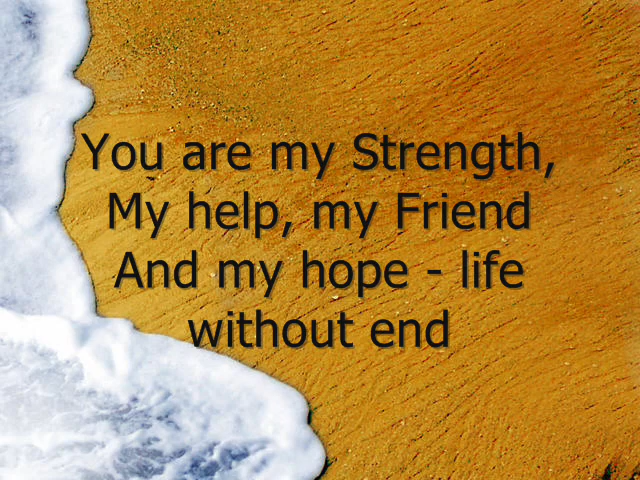 You are my Strength,
My help, my Friend
And my hope - life
without end